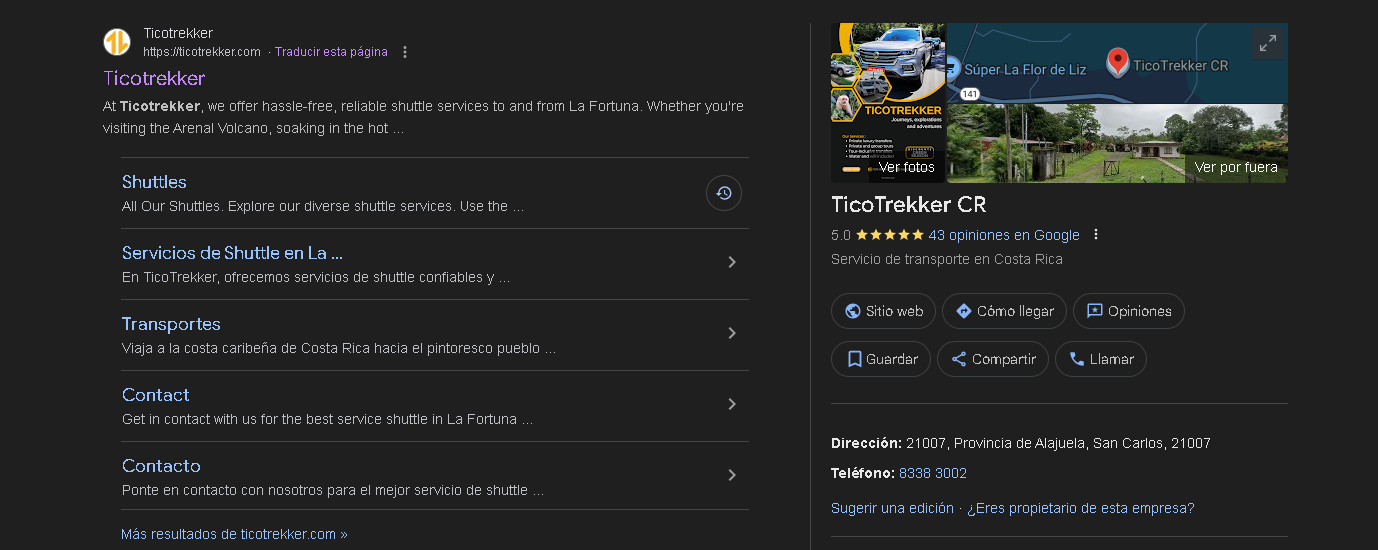 Ticotrekker
https://ticotrekker.com · Traducir esta página
Ticotrekker
At Ticotrekker, we offer hassle-free, reliable shuttle services to and from La Fortuna. Whether you're
visiting the Arenal Volcano, soaking in the hot ...
Shuttles
All Our Shuttles. Explore our diverse shuttle services. Use the ...
Servicios de Shuttle en La ...
En TicoTrekker, ofrecemos servicios de shuttle confiables y ...
Transportes
Viaja a la costa caribeña de Costa Rica hacia el pintoresco pueblo ...
Contact
Get in contact with us for the best service shuttle in La Fortuna ...
Contacto
Ponte en contacto con nosotros para el mejor servicio de shuttle ...
Más resultados de ticotrekker.com »
TICOTREKKER
Journeys, explorations
and adventures
Our Services:
Private luxury transfers
Private and group tours
Ver fotos
Súper La Flor de Liz
TicoTrekker CR
141
Ver por fuera
TicoTrekker CR
5.0 43 opiniones en Google
Servicio de transporte en Costa Rica
Sitio web
Cómo llegar
Opiniones
Guardar
Compartir
Llamar
Dirección: 21007, Provincia de Alajuela, San Carlos, 21007
Teléfono: 8338 3002
Sugerir una edición · ¿Eres propietario de esta empresa?